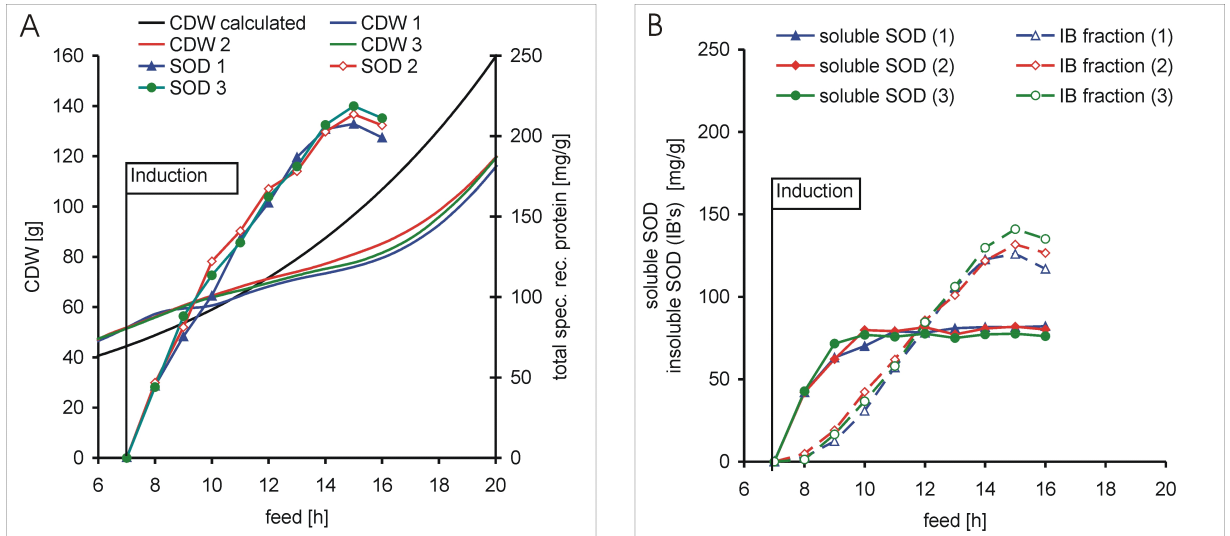 A
CDW calculated
CDW 1
CDW 2
CDW 3
SOD 1
SOD 2
SOD 3
160
140
120
100
80
60
40
20
0
CDW [g]
Induction
250
200
150
100
50
0
total spec. rec. protein [mg/g]
6 8 10 12 14 16 18 20
feed [h]
B
soluble SOD (1)
IB fraction (1)
soluble SOD (2)
IB fraction (2)
soluble SOD (3)
IB fraction (3)
250
200
150
100
50
0
soluble SOD
insoluble SOD (IB's) [mg/g]
Induction
6 8 10 12 14 16 18 20
feed [h]